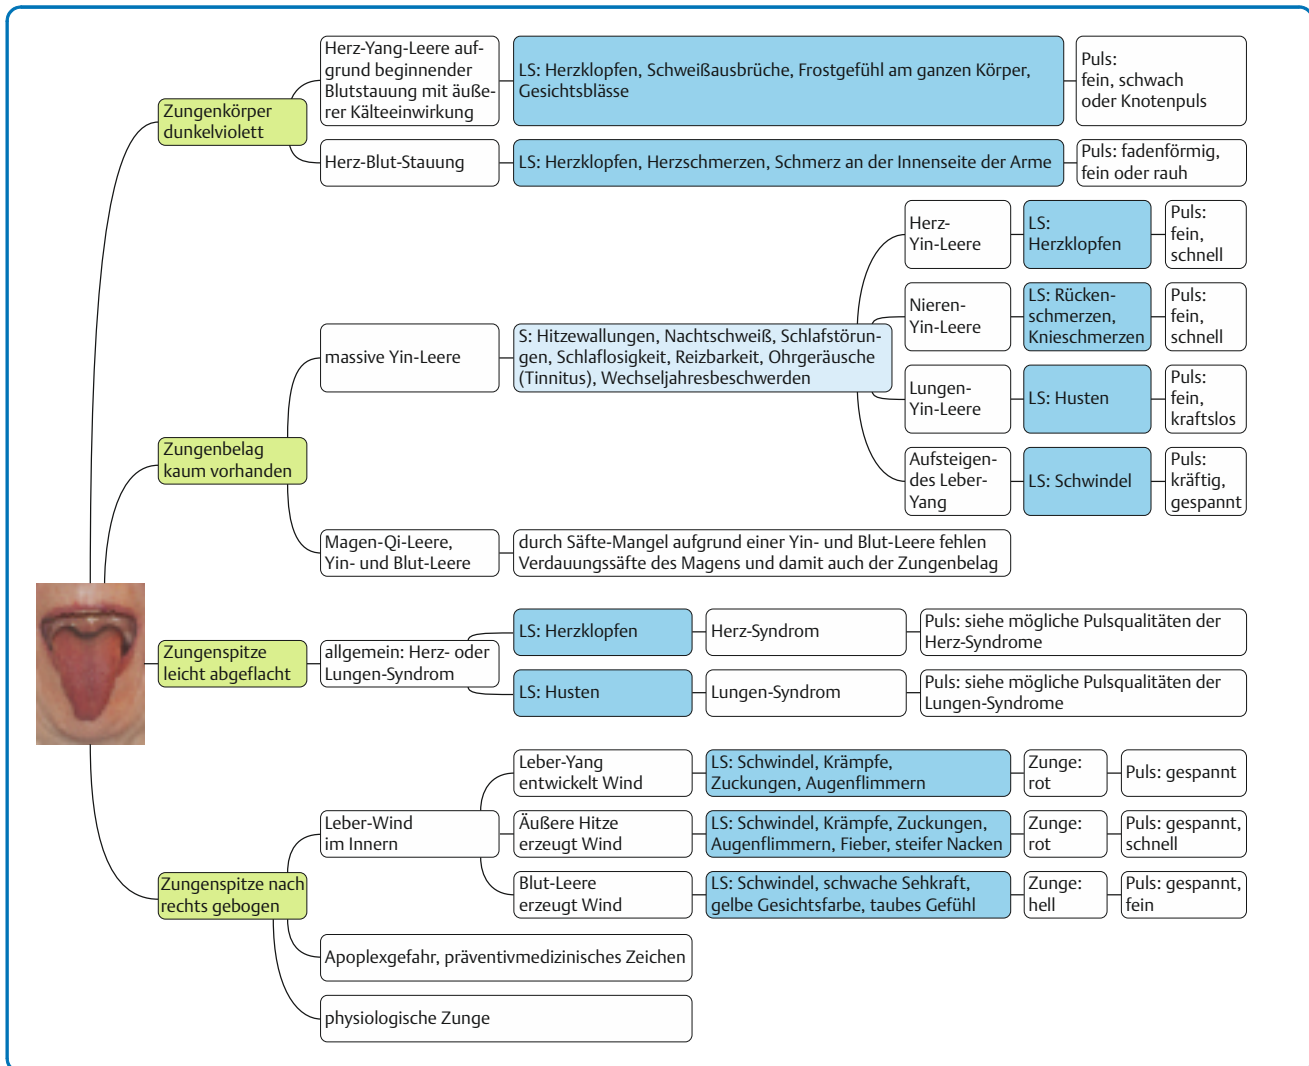 Zungenkörper
dunkelviolett
Herz-Yang-Leere auf-
grund beginnender
Blutstauung mit äuße-
rer Kälteeinwirkung
LS: Herzklopfen, Schweißausbrüche, Frostgefühl am ganzen Körper,
Gesichtsblässe
Puls:
fein, schwach
oder Knotenpuls
Herz-Blut-Stauung
LS: Herzklopfen, Herzschmerzen, Schmerz an der Innenseite der Arme
Puls: fadenförmig,
fein oder rauh
Zungenbelag
kaum vorhanden
massive Yin-Leere
S: Hitzewallungen, Nachtschweiß, Schlafstörun-
gen, Schlaflosigkeit, Reizbarkeit, Ohrgeräusche
(Tinnitus), Wechseljahresbeschwerden
Herz-
Yin-Leere
LS:
Herzklopfen
Puls:
fein,
schnell
Nieren-
Yin-Leere
LS: Rücken-
schmerzen,
Knieschmerzen
Puls:
fein,
schnell
Lungen-
Yin-Leere
LS: Husten
Puls:
fein,
kraftslos
Aufsteigen-
des Leber-
Yang
LS: Schwindel
Puls:
kräftig,
gespannt
Magen-Qi-Leere,
Yin- und Blut-Leere
durch Säfte-Mangel aufgrund einer Yin- und Blut-Leere fehlen
Verdauungssäfte des Magens und damit auch der Zungenbelag
Zungenspitze
leicht abgeflacht
allgemein: Herz- oder
Lungen-Syndrom
LS: Herzklopfen
Herz-Syndrom
Puls: siehe mögliche Pulsqualitäten der
Herz-Syndrome
LS: Husten
Lungen-Syndrom
Puls: siehe mögliche Pulsqualitäten der
Lungen-Syndrome
Zungenspitze nach
rechts gebogen
Leber-Wind
im Innern
Leber-Yang
entwickelt Wind
LS: Schwindel, Krämpfe,
Zuckungen, Augenflimmern
Zunge:
rot
Puls: gespannt
Äußere Hitze
erzeugt Wind
LS: Schwindel, Krämpfe, Zuckungen,
Augenflimmern, Fieber, steifer Nacken
Zunge:
rot
Puls: gespannt,
schnell
Blut-Leere
erzeugt Wind
LS: Schwindel, schwache Sehkraft,
gelbe Gesichtsfarbe, taubes Gefühl
Zunge:
hell
Puls: gespannt,
fein
Apoplexgefahr, präventivmedizinisches Zeichen
physiologische Zunge